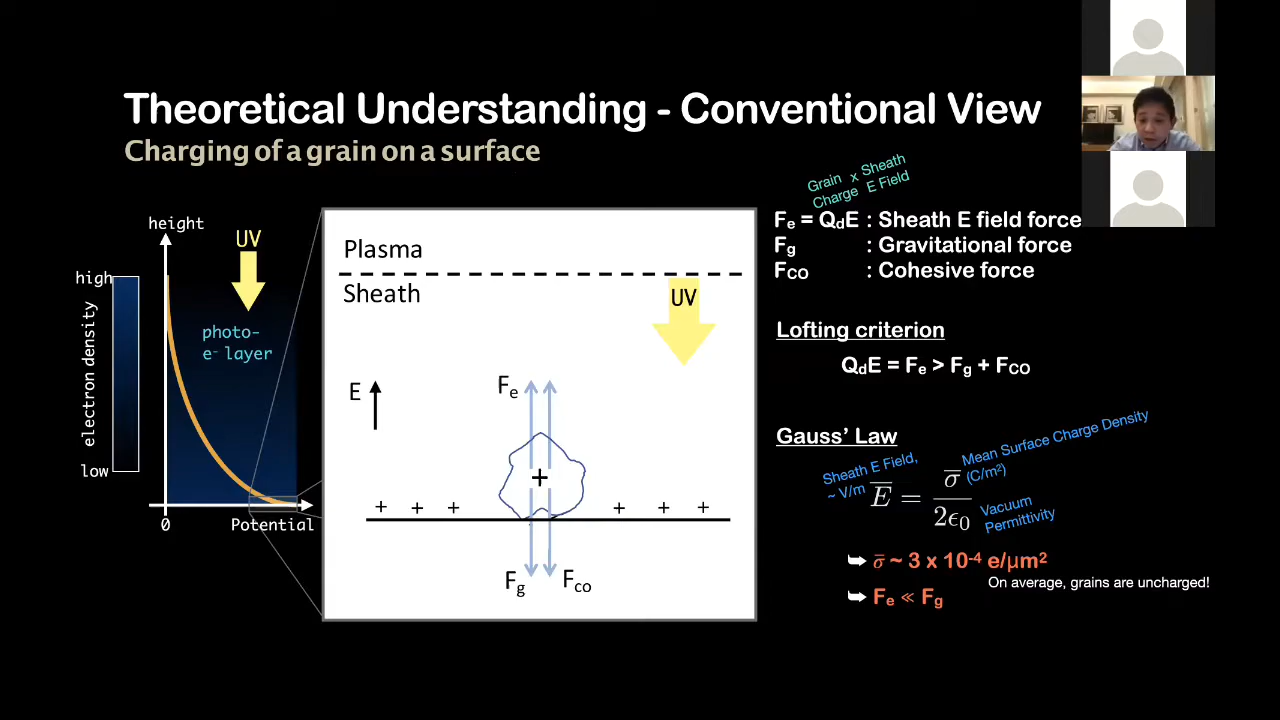 Theoretical Understanding - Conventional View
Charging of a grain on a surface
height
UV
high
photo-
e⁻ layer
electron density
low
0
Potential
Plasma
Sheath
UV
E
Fe
+
+ + + + + +
Fg
Fco
Grain x Sheath
Charge E Field
Fe = QdE : Sheath E field force
Fg : Gravitational force
FCO : Cohesive force
Lofting criterion
QdE = Fe > Fg + FCO
Gauss’ Law
Sheath E Field,
~ V/m
Mean Surface Charge Density
(C/m²)
E̅ = σ̅ / 2ϵ₀
Vacuum
Permittivity
➥ σ̅ ~ 3 x 10⁻⁴ e/μm²
On average, grains are uncharged!
➥ Fe ≪ Fg